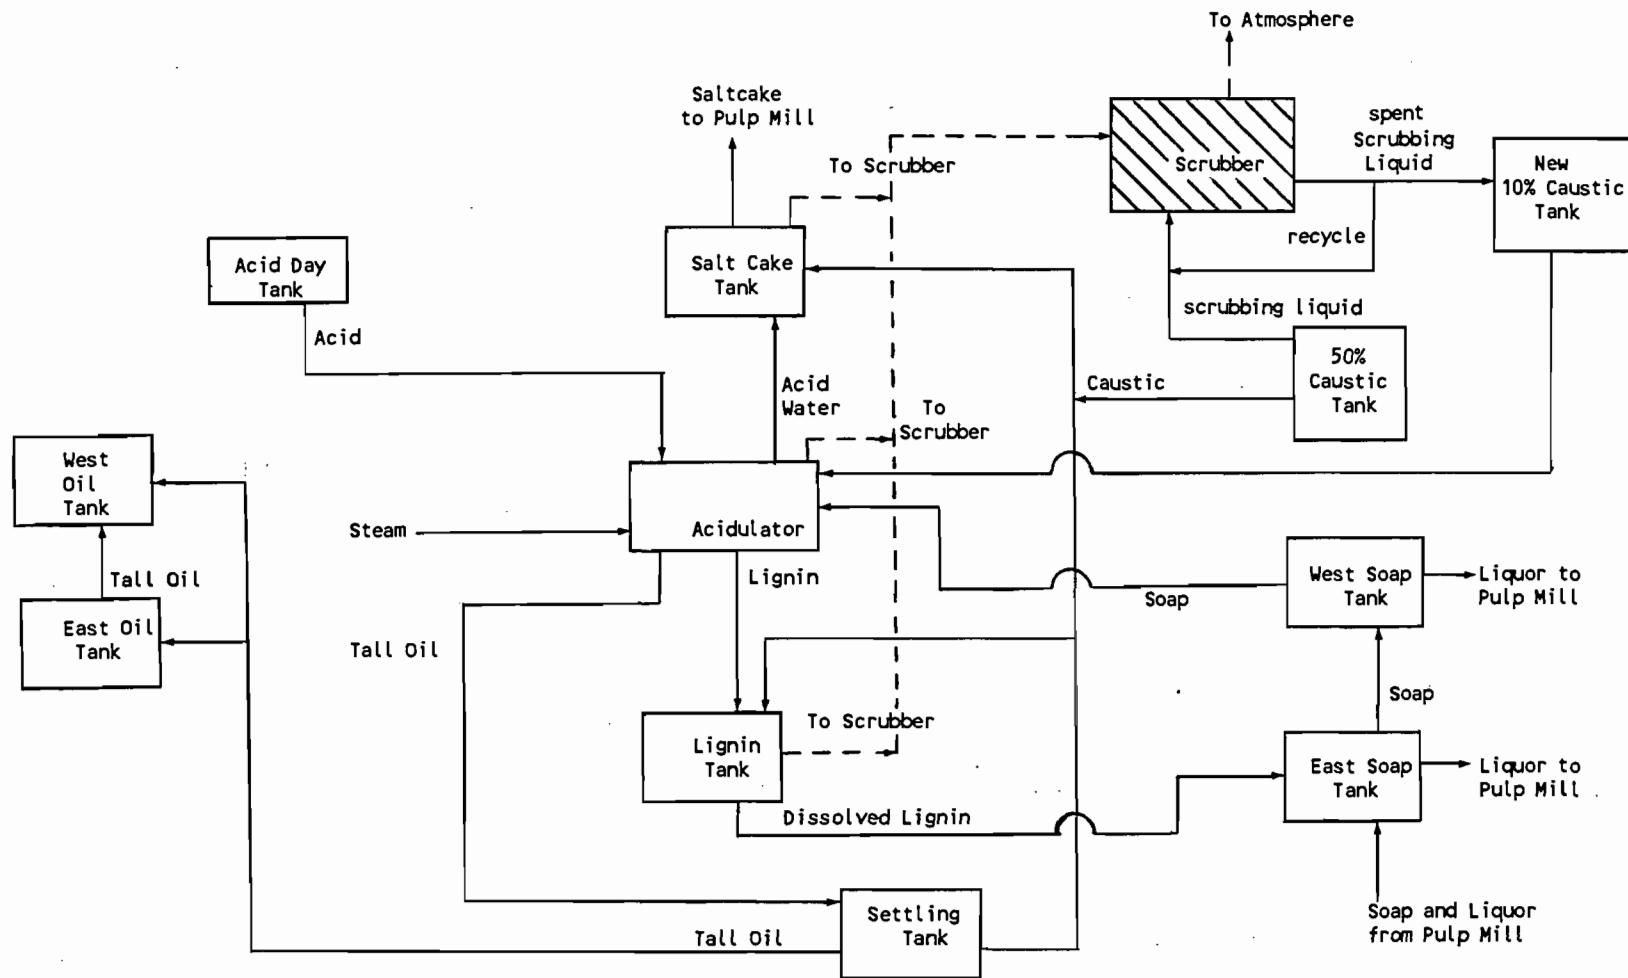 To Atmosphere
Saltcake
to Pulp Mill
spent
Scrubbing
Liquid
To Scrubber
Scrubber
New
10% Caustic
Tank
recycle
Acid Day
Tank
Salt Cake
Tank
scrubbing liquid
Acid
50%
Caustic
Tank
Acid
Water
Caustic
To
Scrubber
West
Oil
Tank
Steam
Acidulator
Lignin
Tall Oil
West Soap
Tank
Liquor to
Pulp Mill
Soap
East Oil
Tank
Tall Oil
Soap
To Scrubber
Lignin
Tank
East Soap
Tank
Liquor to
Pulp Mill
Dissolved Lignin
Settling
Tank
Tall Oil
Soap and Liquor
from Pulp Mill